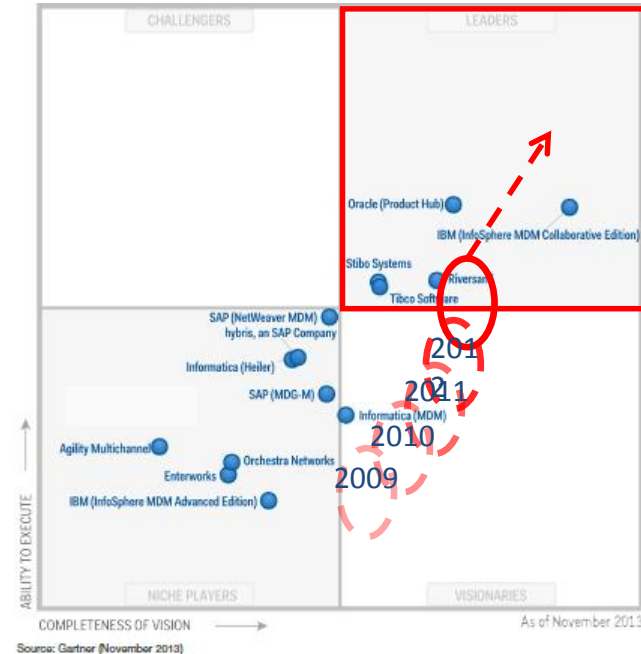 CHALLENGERS
LEADERS
Oracle (Product Hub)
IBM (InfoSphere MDM Collaborative Edition)
Stibo Systems
Riversand
Tibco Software
SAP (NetWeaver MDM)
hybris, an SAP Company
Informatica (Heiler)
201
2
2011
SAP (MDG-M)
Informatica (MDM)
2010
Agility Multichannel
Orchestra Networks
Enterworks
2009
IBM (InfoSphere MDM Advanced Edition)
ABILITY TO EXECUTE
NICHE PLAYERS
VISIONARIES
COMPLETENESS OF VISION
As of November 2013
Source: Gartner (November 2013)